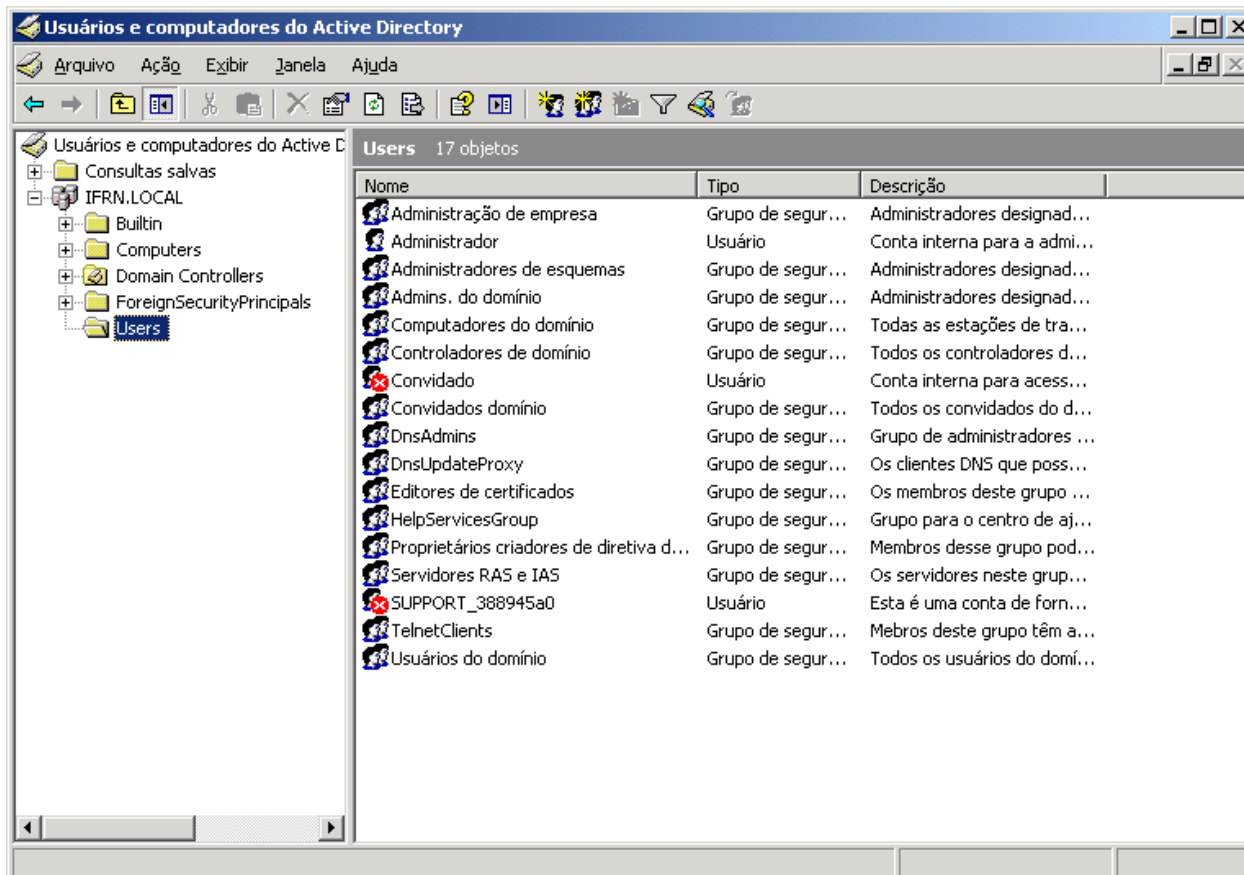 Usuários e computadores do Active Directory
Arquivo Ação Exibir Janela Ajuda
Usuários e computadores do Active D
Consultas salvas
IFRN.LOCAL
Builtin
Computers
Domain Controllers
ForeignSecurityPrincipals
Users
Users 17 objetos
Nome Tipo Descrição
Administração de empresa Grupo de segur... Administradores designad...
Administrador Usuário Conta interna para a admi...
Administradores de esquemas Grupo de segur... Administradores designad...
Admins. do domínio Grupo de segur... Administradores designad...
Computadores do domínio Grupo de segur... Todas as estações de tra...
Controladores de domínio Grupo de segur... Todos os controladores d...
Convidado Usuário Conta interna para acess...
Convidados domínio Grupo de segur... Todos os convidados do d...
DnsAdmins Grupo de segur... Grupo de administradores ...
DnsUpdateProxy Grupo de segur... Os clientes DNS que poss...
Editores de certificados Grupo de segur... Os membros deste grupo ...
HelpServicesGroup Grupo de segur... Grupo para o centro de aj...
Proprietários criadores de diretiva d... Grupo de segur... Membros desse grupo pod...
Servidores RAS e IAS Grupo de segur... Os servidores neste grup...
SUPPORT_388945a0 Usuário Esta é uma conta de forn...
TelnetClients Grupo de segur... Mebros deste grupo têm a...
Usuários do domínio Grupo de segur... Todos os usuários do domí...